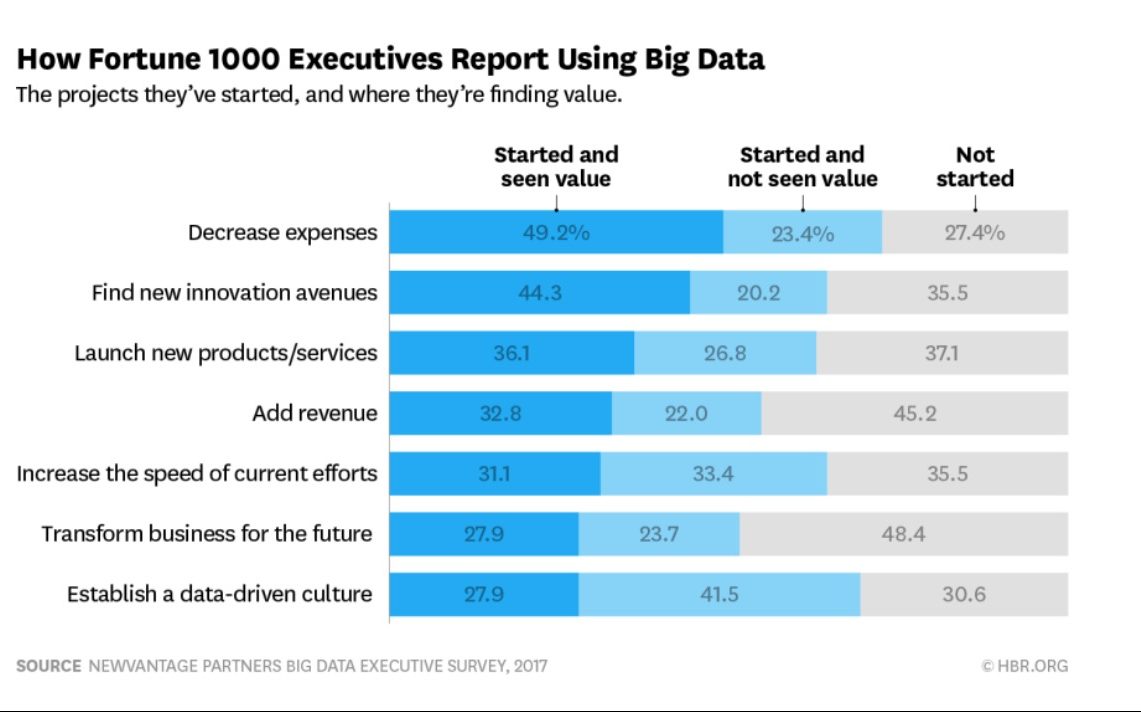 How Fortune 1000 Executives Report Using Big Data
The projects they’ve started, and where they’re finding value.
Started and seen value
Started and not seen value
Not started
Decrease expenses 49.2% 23.4% 27.4%
Find new innovation avenues 44.3 20.2 35.5
Launch new products/services 36.1 26.8 37.1
Add revenue 32.8 22.0 45.2
Increase the speed of current efforts 31.1 33.4 35.5
Transform business for the future 27.9 23.7 48.4
Establish a data-driven culture 27.9 41.5 30.6
SOURCE NEWVANTAGE PARTNERS BIG DATA EXECUTIVE SURVEY, 2017
© HBR.ORG